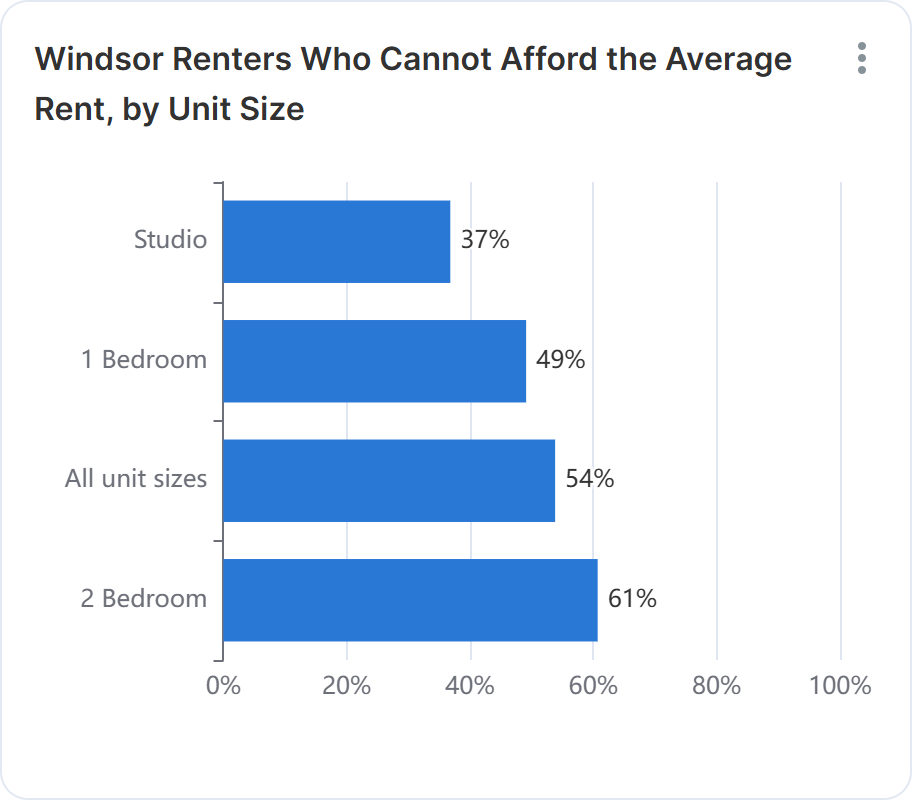 Windsor Renters Who Cannot Afford the Average
Rent, by Unit Size
Studio
37%
1 Bedroom
49%
All unit sizes
54%
2 Bedroom
61%
0%
20%
40%
60%
80%
100%